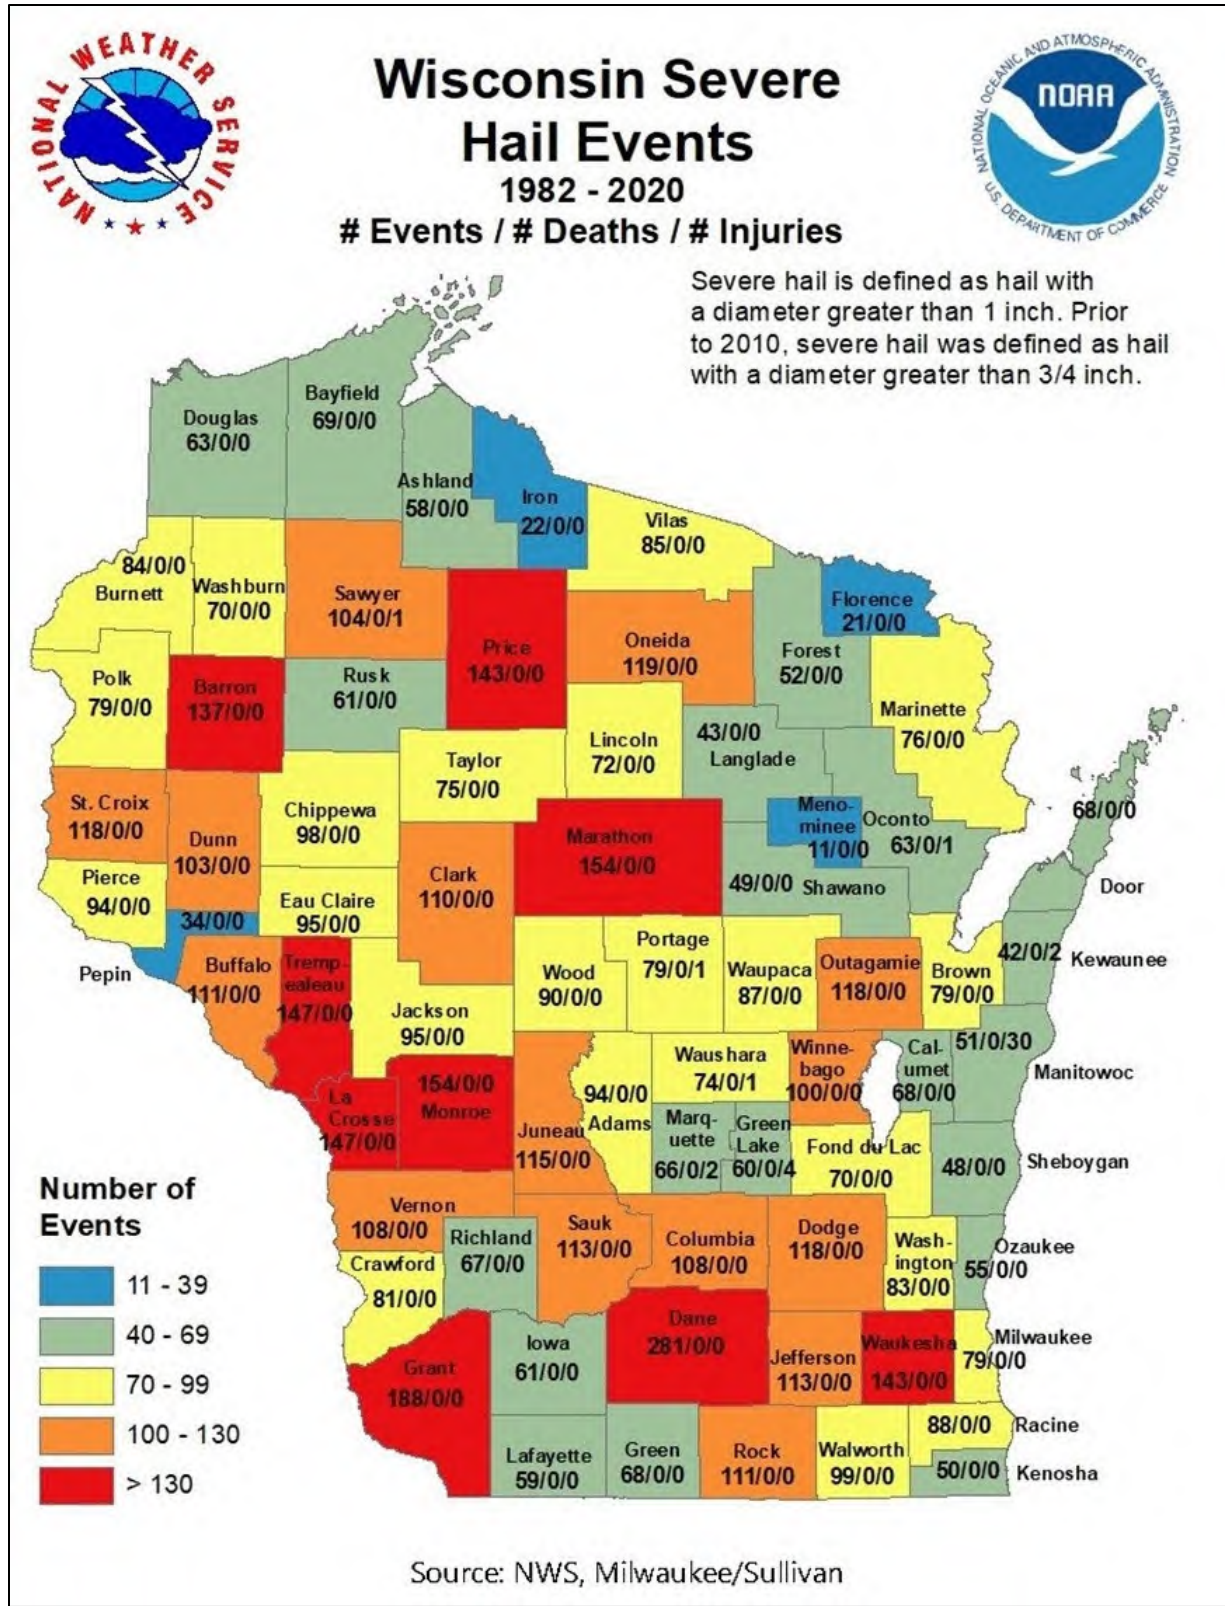 NATIONAL WEATHER SERVICE
Wisconsin Severe
Hail Events
1982 - 2020
# Events / # Deaths / # Injuries
NOAA
NATIONAL OCEANIC AND ATMOSPHERIC ADMINISTRATION
U.S. DEPARTMENT OF COMMERCE
Severe hail is defined as hail with
a diameter greater than 1 inch. Prior
to 2010, severe hail was defined as hail
with a diameter greater than 3/4 inch.
Douglas
63/0/0
Bayfield
69/0/0
Ashland
58/0/0
Iron
22/0/0
Vilas
85/0/0
84/0/0
Burnett
Washburn
70/0/0
Sawyer
104/0/1
Price
143/0/0
Oneida
119/0/0
Forest
52/0/0
Florence
21/0/0
Marinette
76/0/0
Polk
79/0/0
Barron
137/0/0
Rusk
61/0/0
Taylor
75/0/0
Lincoln
72/0/0
43/0/0
Langlade
Meno-
minee
11/0/0
Oconto
63/0/1
68/0/0
Door
St. Croix
118/0/0
Dunn
103/0/0
Chippewa
98/0/0
Clark
110/0/0
Marathon
154/0/0
49/0/0 Shawano
Pierce
94/0/0
34/0/0
Pepin
Eau Claire
95/0/0
Buffalo
111/0/0
Tremp-
ealeau
147/0/0
Jackson
95/0/0
Wood
90/0/0
Portage
79/0/1
Waupaca
87/0/0
Outagamie
118/0/0
Brown
79/0/0
42/0/2
Kewaunee
51/0/30
Manitowoc
La
Crosse
147/0/0
154/0/0
Monroe
Juneau
115/0/0
94/0/0
Adams
Waushara
74/0/1
Winne-
bago
100/0/0
Cal-
umet
68/0/0
Marq-
uette
66/0/2
Green
Lake
60/0/4
Fond du Lac
70/0/0
48/0/0
Sheboygan
Vernon
108/0/0
Richland
67/0/0
Sauk
113/0/0
Columbia
108/0/0
Dodge
118/0/0
Wash-
ington
83/0/0
Ozaukee
55/0/0
Crawford
81/0/0
Grant
188/0/0
Iowa
61/0/0
Dane
281/0/0
Jefferson
113/0/0
Waukesha
143/0/0
Milwaukee
79/0/0
Lafayette
59/0/0
Green
68/0/0
Rock
111/0/0
Walworth
99/0/0
88/0/0
Racine
50/0/0
Kenosha
Number of
Events
11 - 39
40 - 69
70 - 99
100 - 130
> 130
Source: NWS, Milwaukee/Sullivan